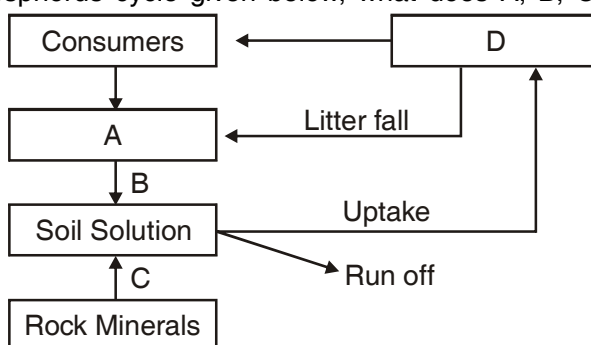 sphorus cycle given below, what does A, B, C
Consumers
D
A
Litter fall
B
Soil Solution
Uptake
C
Run off
Rock Minerals